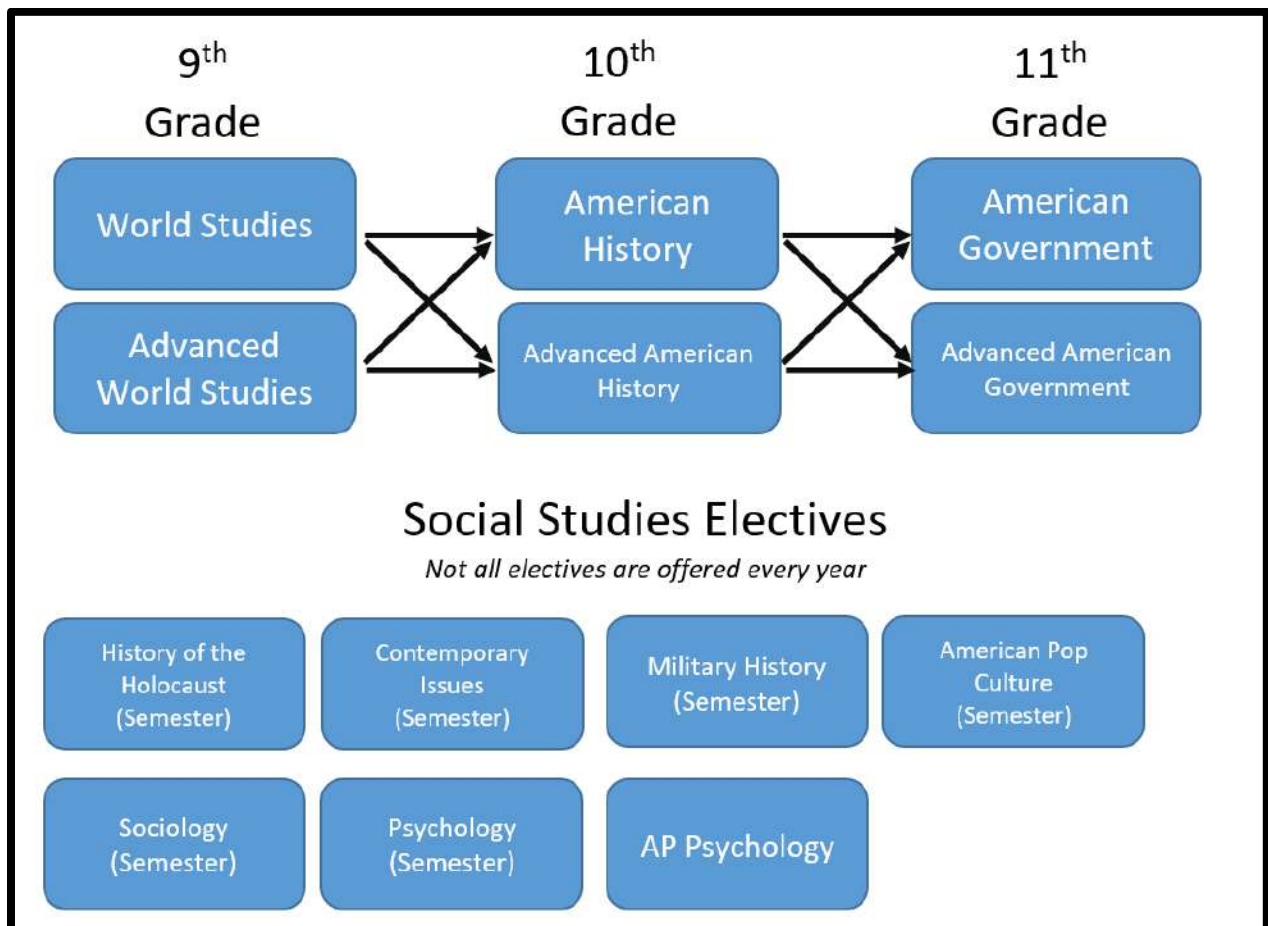 9th
Grade
10th
Grade
11th
Grade
World Studies
American
History
American
Government
Advanced
World Studies
Advanced American
History
Advanced American
Government
Social Studies Electives
Not all electives are offered every year
History of the
Holocaust
(Semester)
Contemporary
Issues
(Semester)
Military History
(Semester)
American Pop
Culture
(Semester)
Sociology
(Semester)
Psychology
(Semester)
AP Psychology